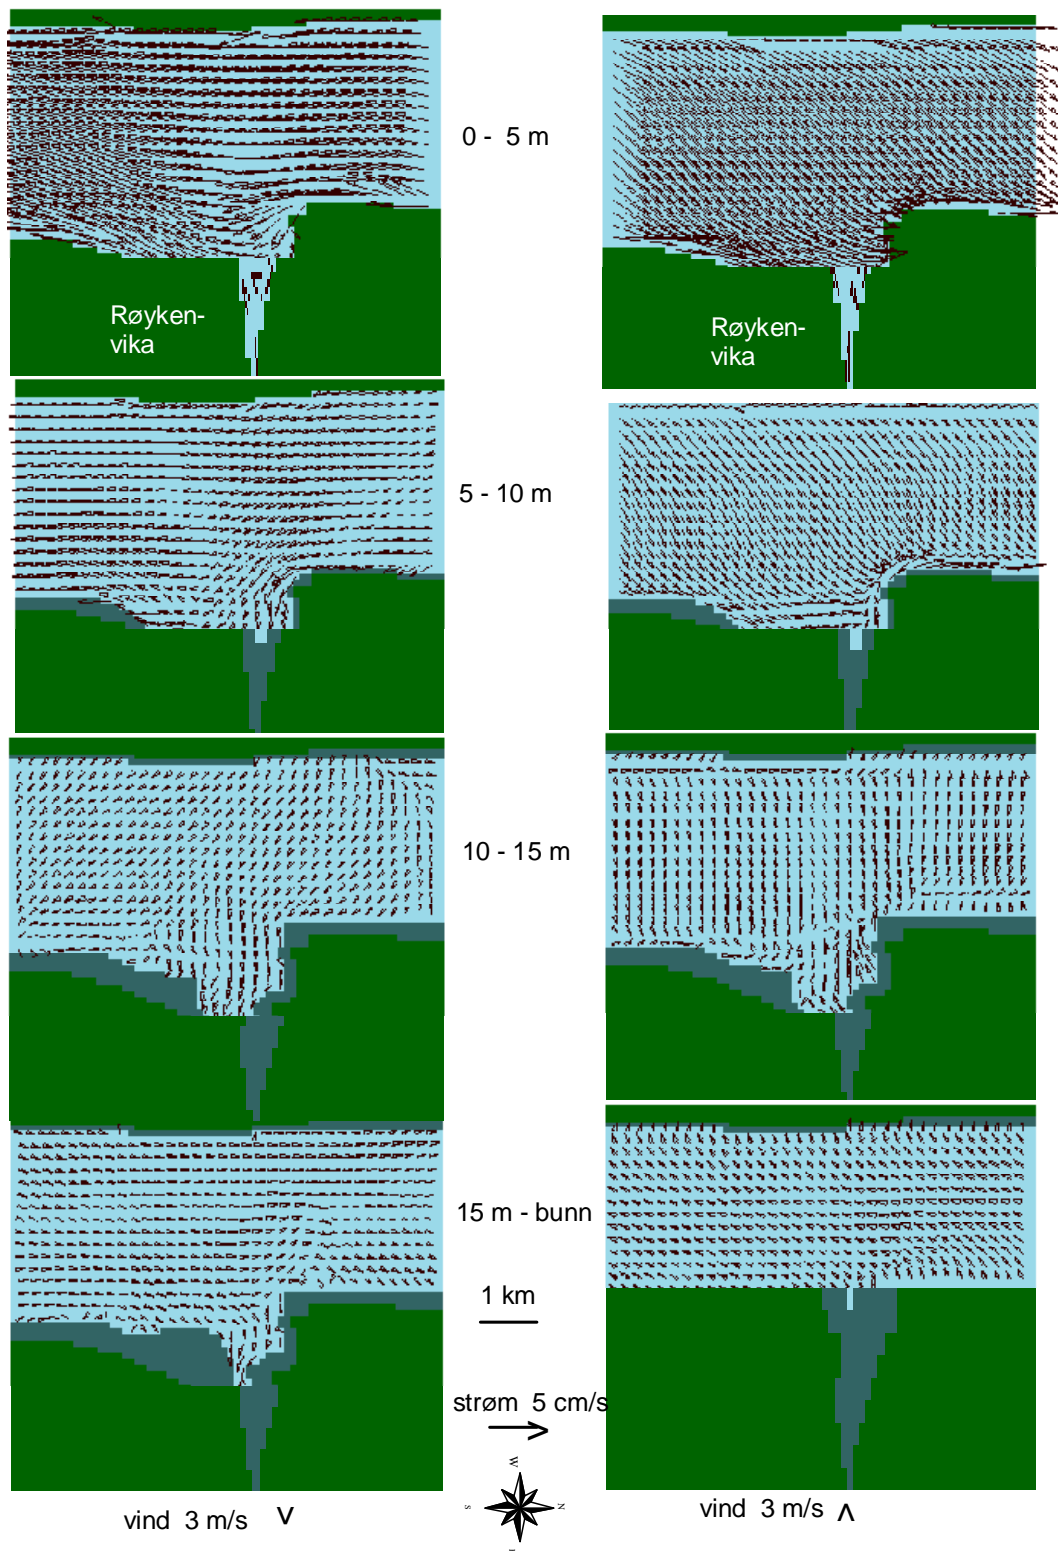 0 - 5 m
Røyken-
vika
Røyken-
vika
5 - 10 m
10 - 15 m
15 m - bunn
1 km
strøm 5 cm/s
W
S
N
vind 3 m/s
vind 3 m/s